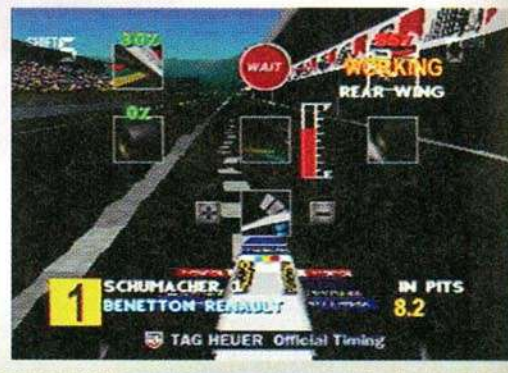 SHIFT
30%
WAIT
WORKING
REAR WING
0%
F
E
SCHUMACHER, 1
IN PITS
1
BENETTON RENAULT
8.2
TAG HEUER Official Timing